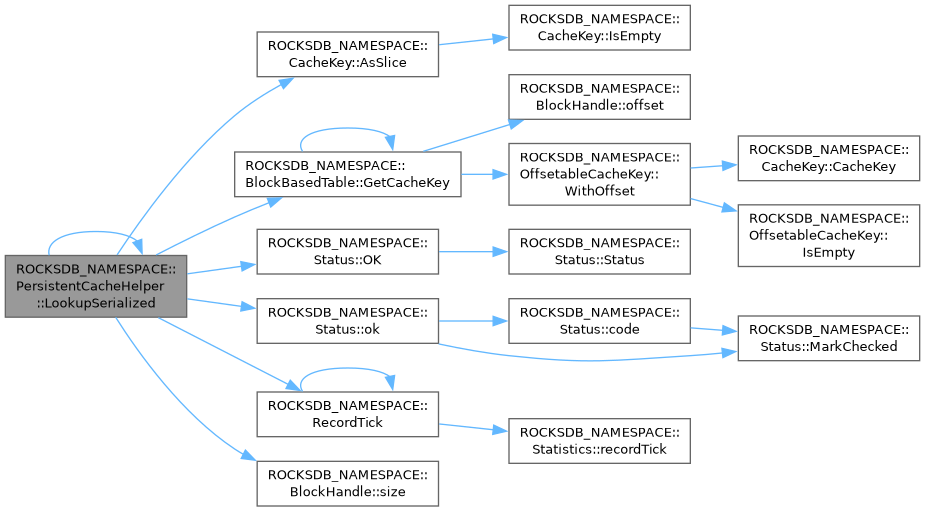 ROCKSDB_NAMESPACE::
PersistentCacheHelper
::LookupSerialized
ROCKSDB_NAMESPACE::
CacheKey::AsSlice
ROCKSDB_NAMESPACE::
CacheKey::IsEmpty
ROCKSDB_NAMESPACE::
BlockBasedTable::GetCacheKey
ROCKSDB_NAMESPACE::
BlockHandle::offset
ROCKSDB_NAMESPACE::
OffsetableCacheKey::
WithOffset
ROCKSDB_NAMESPACE::
CacheKey::CacheKey
ROCKSDB_NAMESPACE::
OffsetableCacheKey::
IsEmpty
ROCKSDB_NAMESPACE::
Status::OK
ROCKSDB_NAMESPACE::
Status::Status
ROCKSDB_NAMESPACE::
Status::ok
ROCKSDB_NAMESPACE::
Status::code
ROCKSDB_NAMESPACE::
Status::MarkChecked
ROCKSDB_NAMESPACE::
RecordTick
ROCKSDB_NAMESPACE::
Statistics::recordTick
ROCKSDB_NAMESPACE::
BlockHandle::size